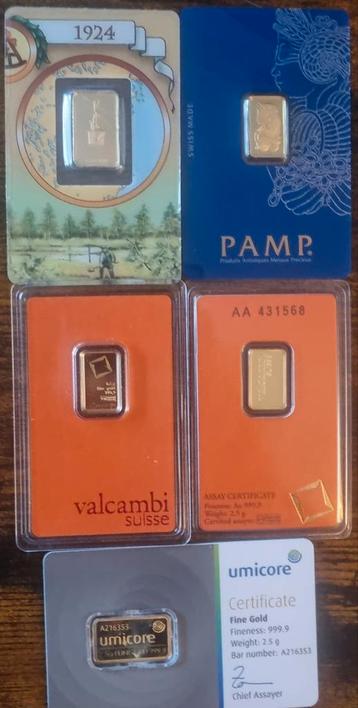 1924
SWISS MADE
PAMP.
Produits Artistiques Métaux Précieux
valcambi
suisse
AA 431568
ASSAY CERTIFICATE
Fineness: Au 999.9
Weight: 2.5 g
Certified assayer
A216353
umicore
umicore
Certificate
Fine Gold
Fineness: 999.9
Weight: 2.5 g
Bar number: A216353
Chief Assayer